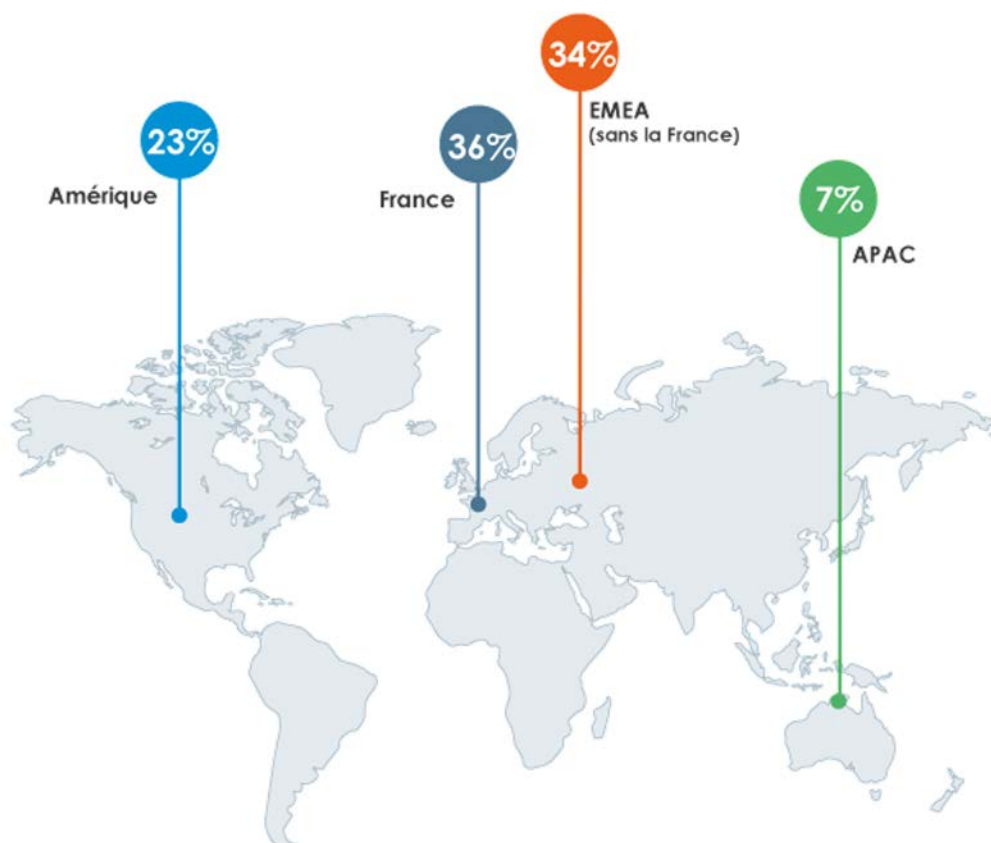 34%
EMEA
(sans la France)
23%
Amérique
36%
France
7%
APAC